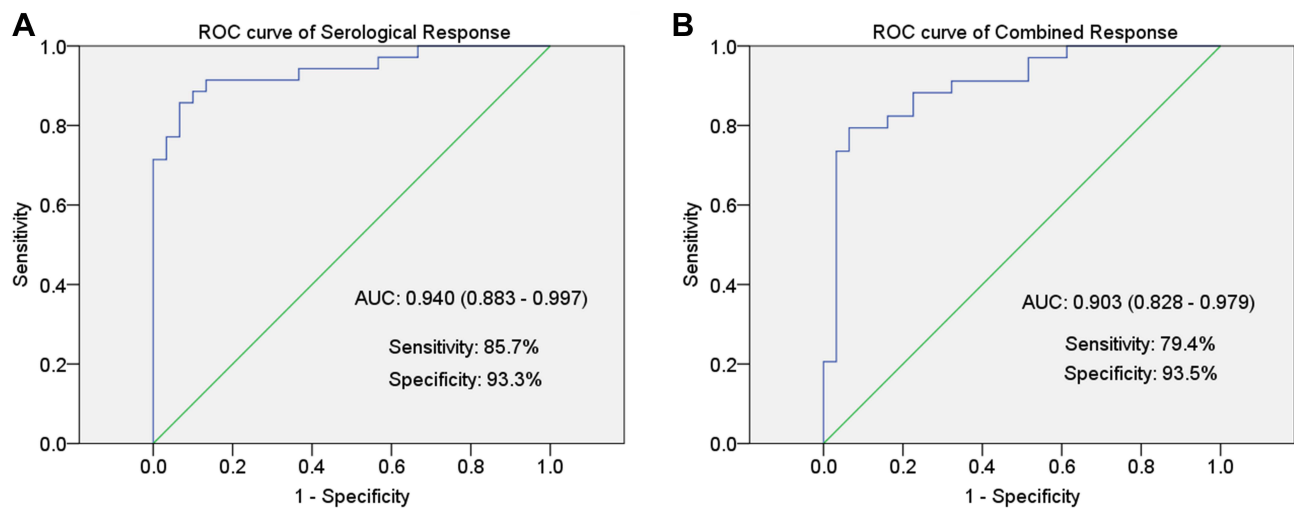 A
ROC curve of Serological Response
1.0
0.8
0.6
0.4
0.2
0.0
Sensitivity
AUC: 0.940 (0.883 - 0.997)
Sensitivity: 85.7%
Specificity: 93.3%
0.0 0.2 0.4 0.6 0.8 1.0
1 - Specificity
B
ROC curve of Combined Response
1.0
0.8
0.6
0.4
0.2
0.0
Sensitivity
AUC: 0.903 (0.828 - 0.979)
Sensitivity: 79.4%
Specificity: 93.5%
0.0 0.2 0.4 0.6 0.8 1.0
1 - Specificity